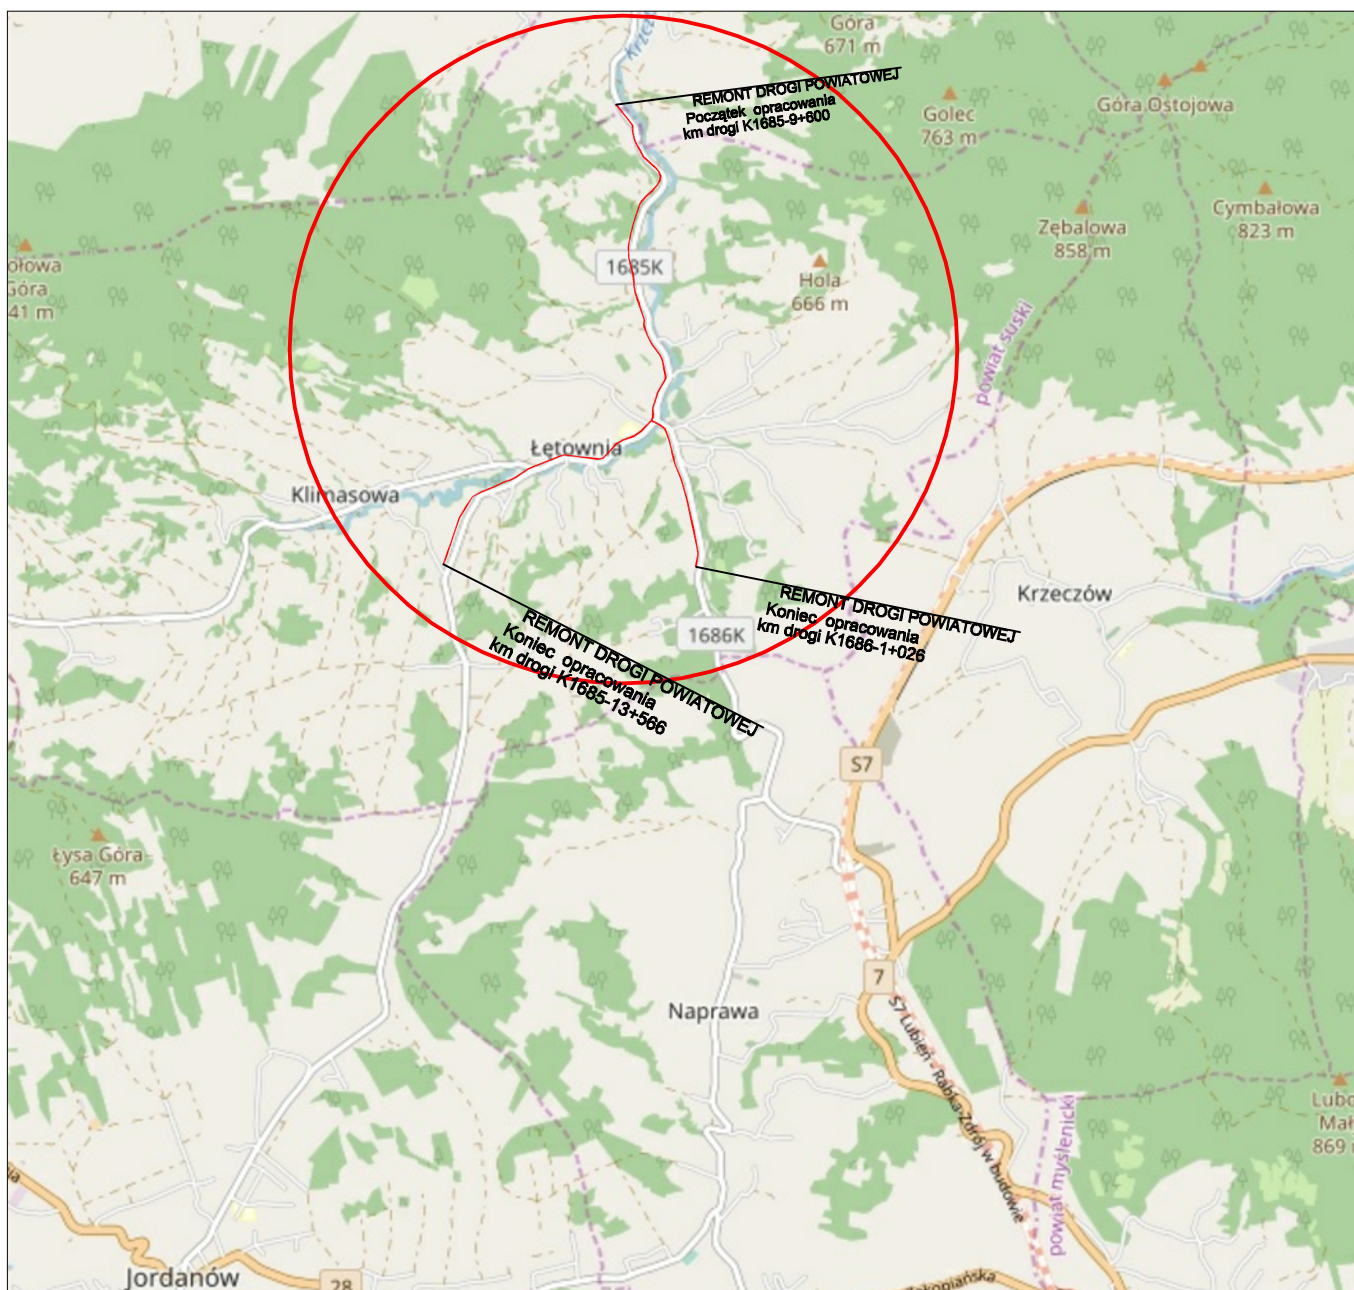 Góra
671 m
REMONT DROGI POWIATOWEJ
Początek opracowania
km drogi K1685-9+600
Golec
763 m
Góra Ostojowa
Cymbałowa
823 m
Zębalowa
858 m
Hola
666 m
1685K
41 m
powiat suski
Łętownia
Klimasowa
Krzeczów
REMONT DROGI POWIATOWEJ
Koniec opracowania
km drogi K1686-1+026
1686K
REMONT DROGI POWIATOWEJ
Koniec opracowania
km drogi K1685-13+566
S7
Łysa Góra
647 m
7
Naprawa
S7 Lubień - Rabka-Zdrój w budowie
powiat myślenicki
869
Jordanów
28